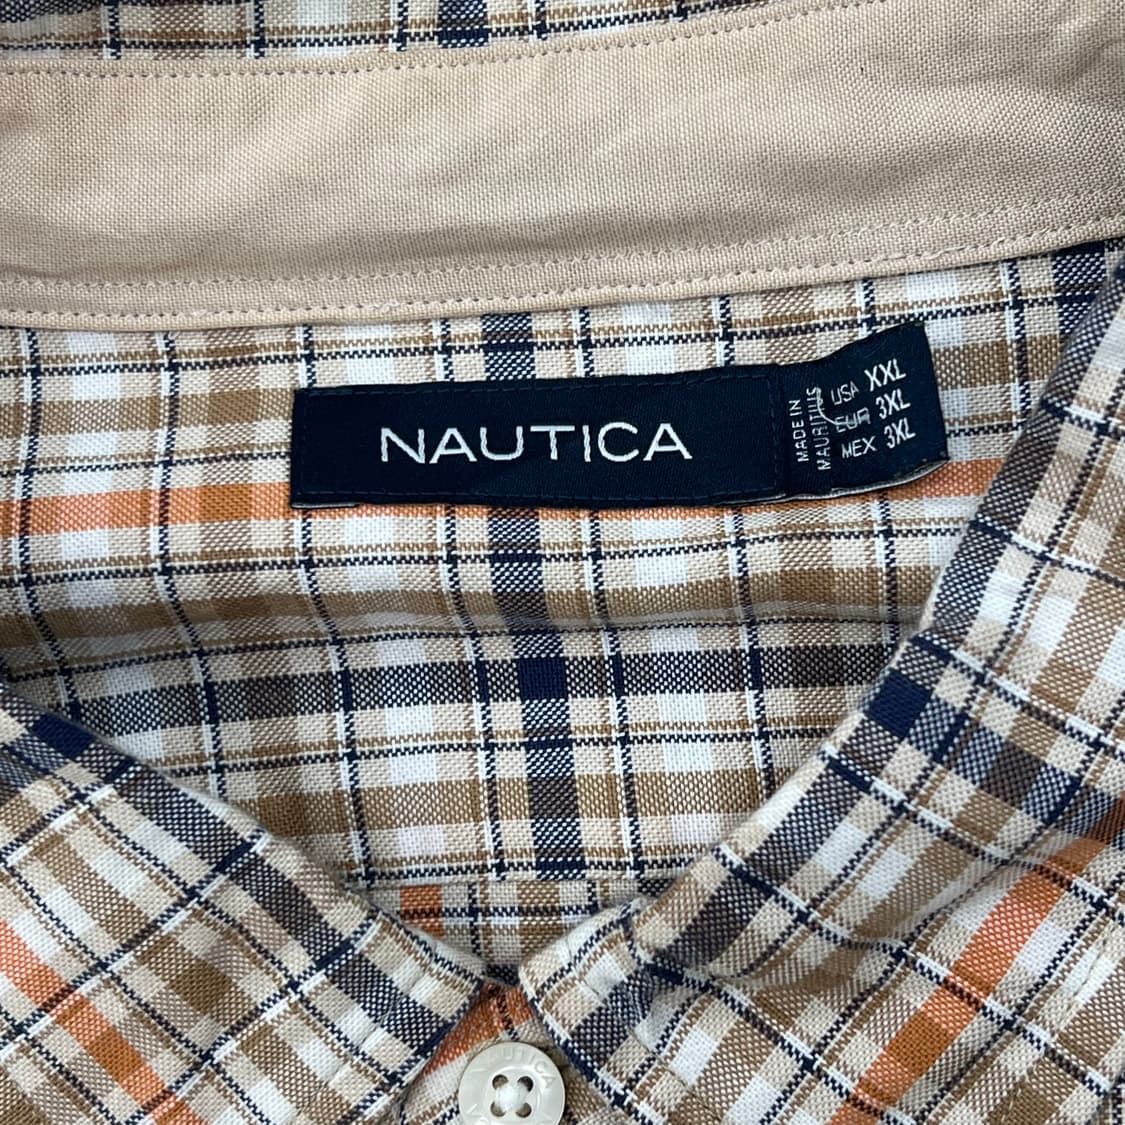 NAUTICA
MADE IN
MAURITIUS
USA XXL
EUR 3XL
MEX 3XL
NAUTICA